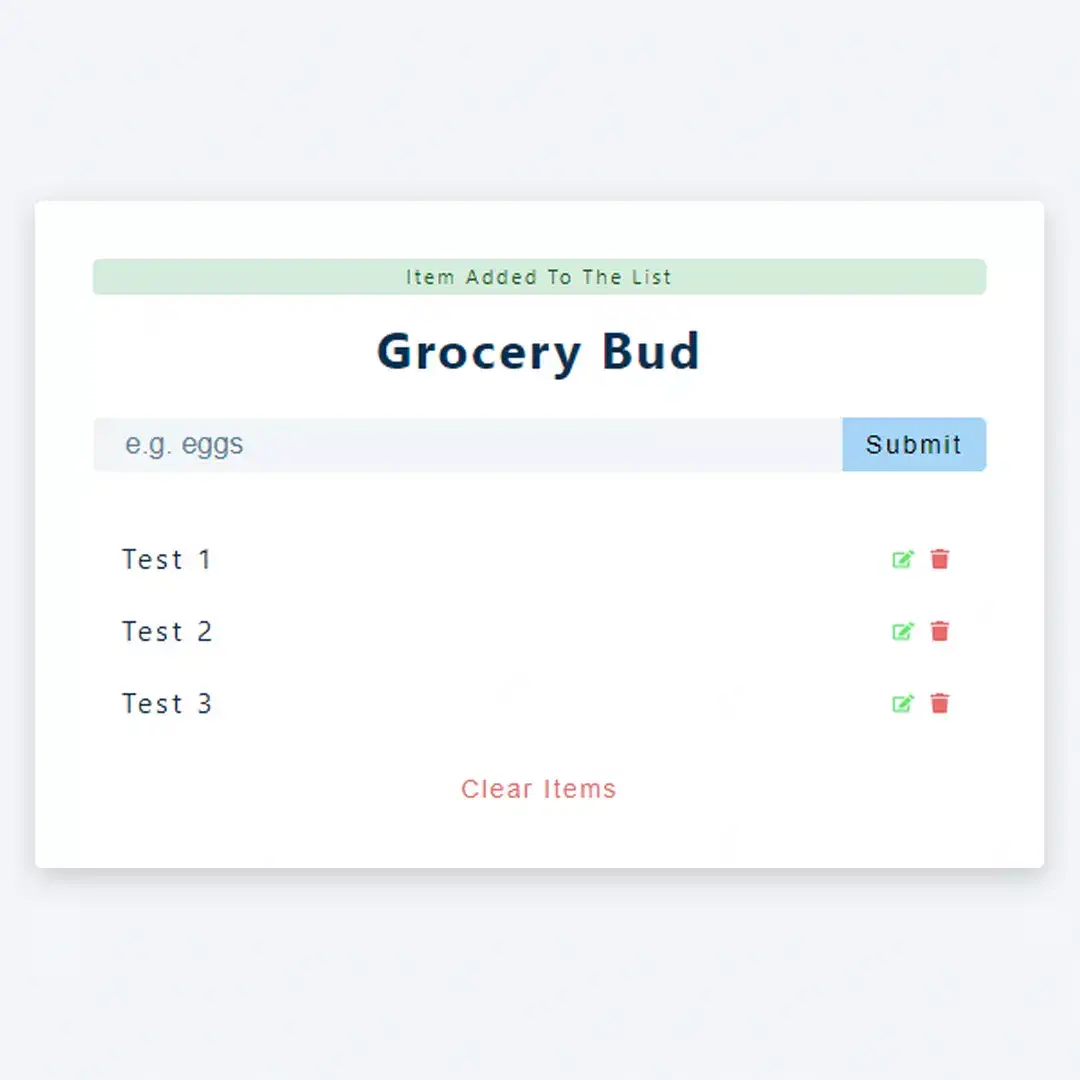 Item Added To The List
Grocery Bud
e.g. eggs
Submit
Test 1
Test 2
Test 3
Clear Items